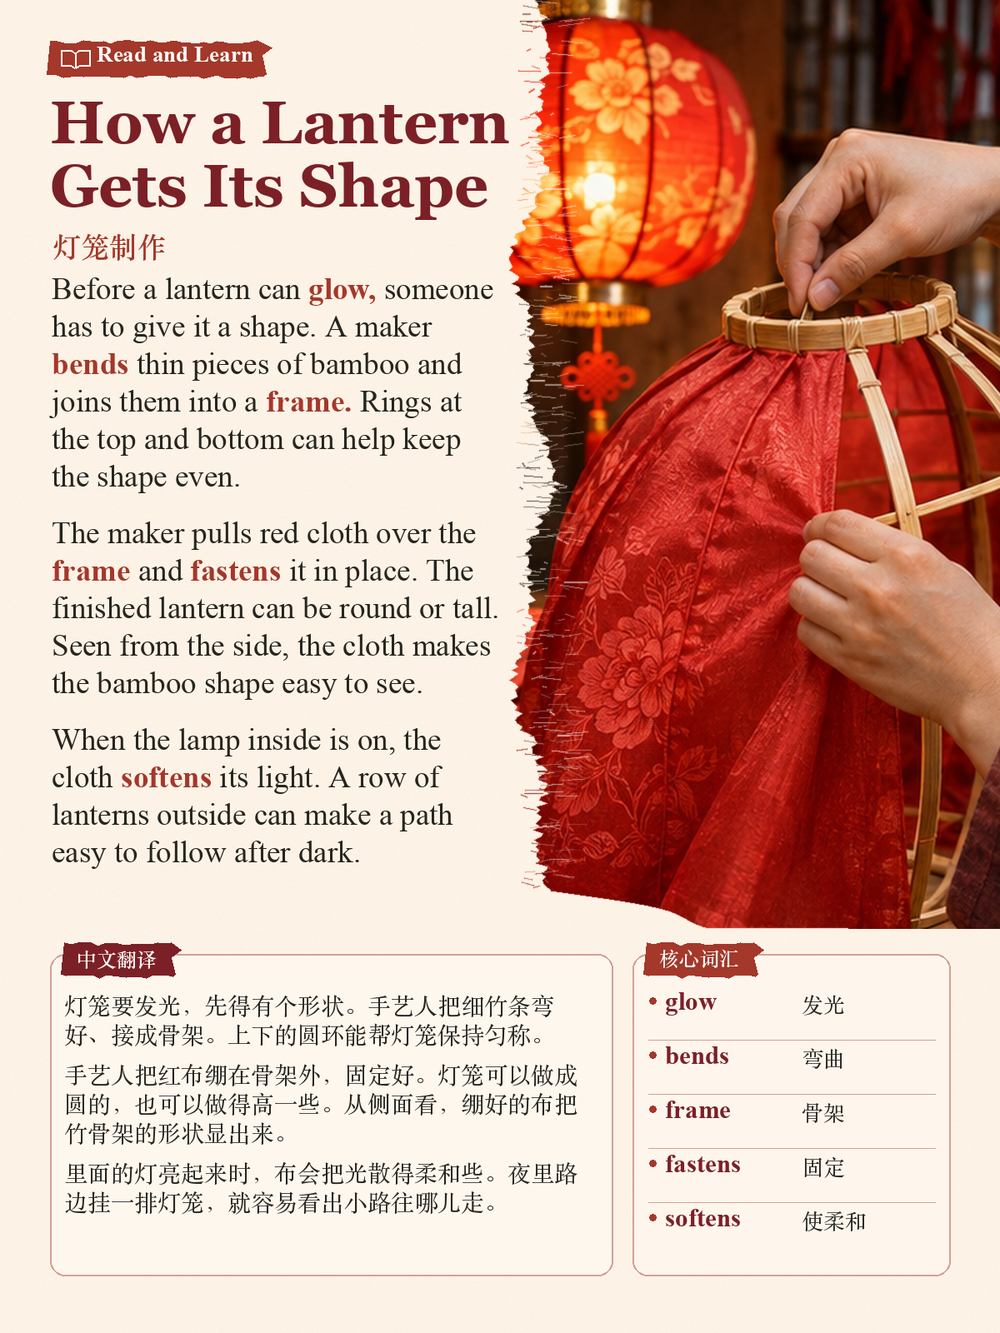 Read and Learn
How a Lantern
Gets Its Shape
灯笼制作
Before a lantern can glow, someone
has to give it a shape. A maker
bends thin pieces of bamboo and
joins them into a frame. Rings at
the top and bottom can help keep
the shape even.
The maker pulls red cloth over the
frame and fastens it in place. The
finished lantern can be round or tall.
Seen from the side, the cloth makes
the bamboo shape easy to see.
When the lamp inside is on, the
cloth softens its light. A row of
lanterns outside can make a path
easy to follow after dark.
中文翻译
灯笼要发光，先得有个形状。手艺人把细竹条弯
好、接成骨架。上下的圆环能帮灯笼保持匀称。
手艺人把红布绷在骨架外，固定好。灯笼可以做成
圆的，也可以做得高一些。从侧面看，绷好的布把
竹骨架的形状显出来。
里面的灯亮起来时，布会把光散得柔和些。夜里路
边挂一排灯笼，就容易看出小路往哪儿走。
核心词汇
• glow 发光
• bends 弯曲
• frame 骨架
• fastens 固定
• softens 使柔和